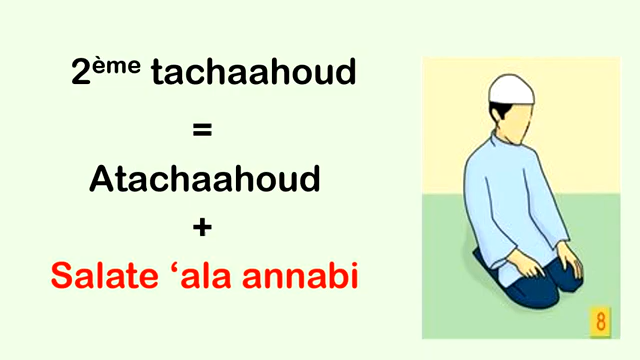 2ème tachaahoud
=
Atachaahoud
+
Salate ‘ala annabi
8